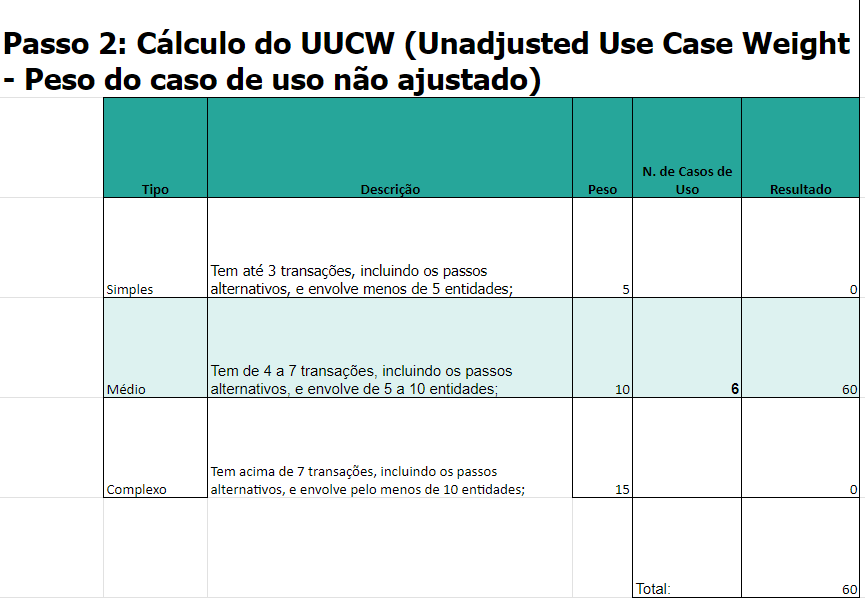 Passo 2: Cálculo do UUCW (Unadjusted Use Case Weight
- Peso do caso de uso não ajustado)
Tipo Descrição Peso N. de Casos de Uso Resultado
Simples Tem até 3 transações, incluindo os passos alternativos, e envolve menos de 5 entidades; 5 0
Médio Tem de 4 a 7 transações, incluindo os passos alternativos, e envolve de 5 a 10 entidades; 10 6 60
Complexo Tem acima de 7 transações, incluindo os passos alternativos, e envolve pelo menos de 10 entidades; 15 0
Total: 60